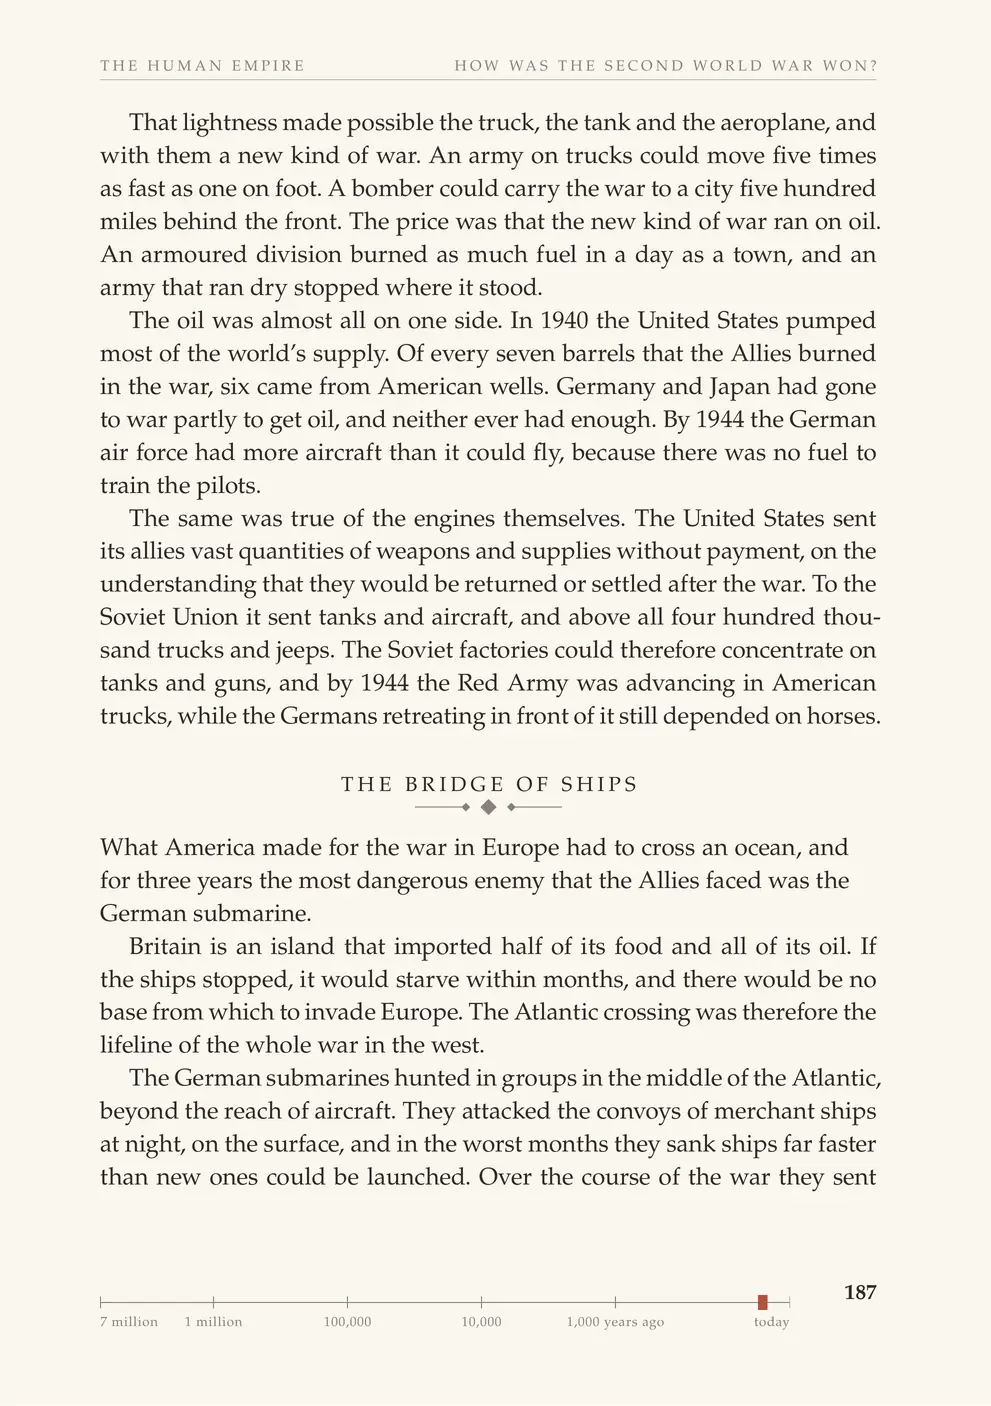 THE HUMAN EMPIRE
HOW WAS THE SECOND WORLD WAR WON?
That lightness made possible the truck, the tank and the aeroplane, and
with them a new kind of war. An army on trucks could move five times
as fast as one on foot. A bomber could carry the war to a city five hundred
miles behind the front. The price was that the new kind of war ran on oil.
An armoured division burned as much fuel in a day as a town, and an
army that ran dry stopped where it stood.
The oil was almost all on one side. In 1940 the United States pumped
most of the world's supply. Of every seven barrels that the Allies burned
in the war, six came from American wells. Germany and Japan had gone
to war partly to get oil, and neither ever had enough. By 1944 the German
air force had more aircraft than it could fly, because there was no fuel to
train the pilots.
The same was true of the engines themselves. The United States sent
its allies vast quantities of weapons and supplies without payment, on the
understanding that they would be returned or settled after the war. To the
Soviet Union it sent tanks and aircraft, and above all four hundred thou-
sand trucks and jeeps. The Soviet factories could therefore concentrate on
tanks and guns, and by 1944 the Red Army was advancing in American
trucks, while the Germans retreating in front of it still depended on horses.
THE BRIDGE OF SHIPS
What America made for the war in Europe had to cross an ocean, and
for three years the most dangerous enemy that the Allies faced was the
German submarine.
Britain is an island that imported half of its food and all of its oil. If
the ships stopped, it would starve within months, and there would be no
base from which to invade Europe. The Atlantic crossing was therefore the
lifeline of the whole war in the west.
The German submarines hunted in groups in the middle of the Atlantic,
beyond the reach of aircraft. They attacked the convoys of merchant ships
at night, on the surface, and in the worst months they sank ships far faster
than new ones could be launched. Over the course of the war they sent
187
7 million
1 million
100,000
10,000
1,000 years ago
today